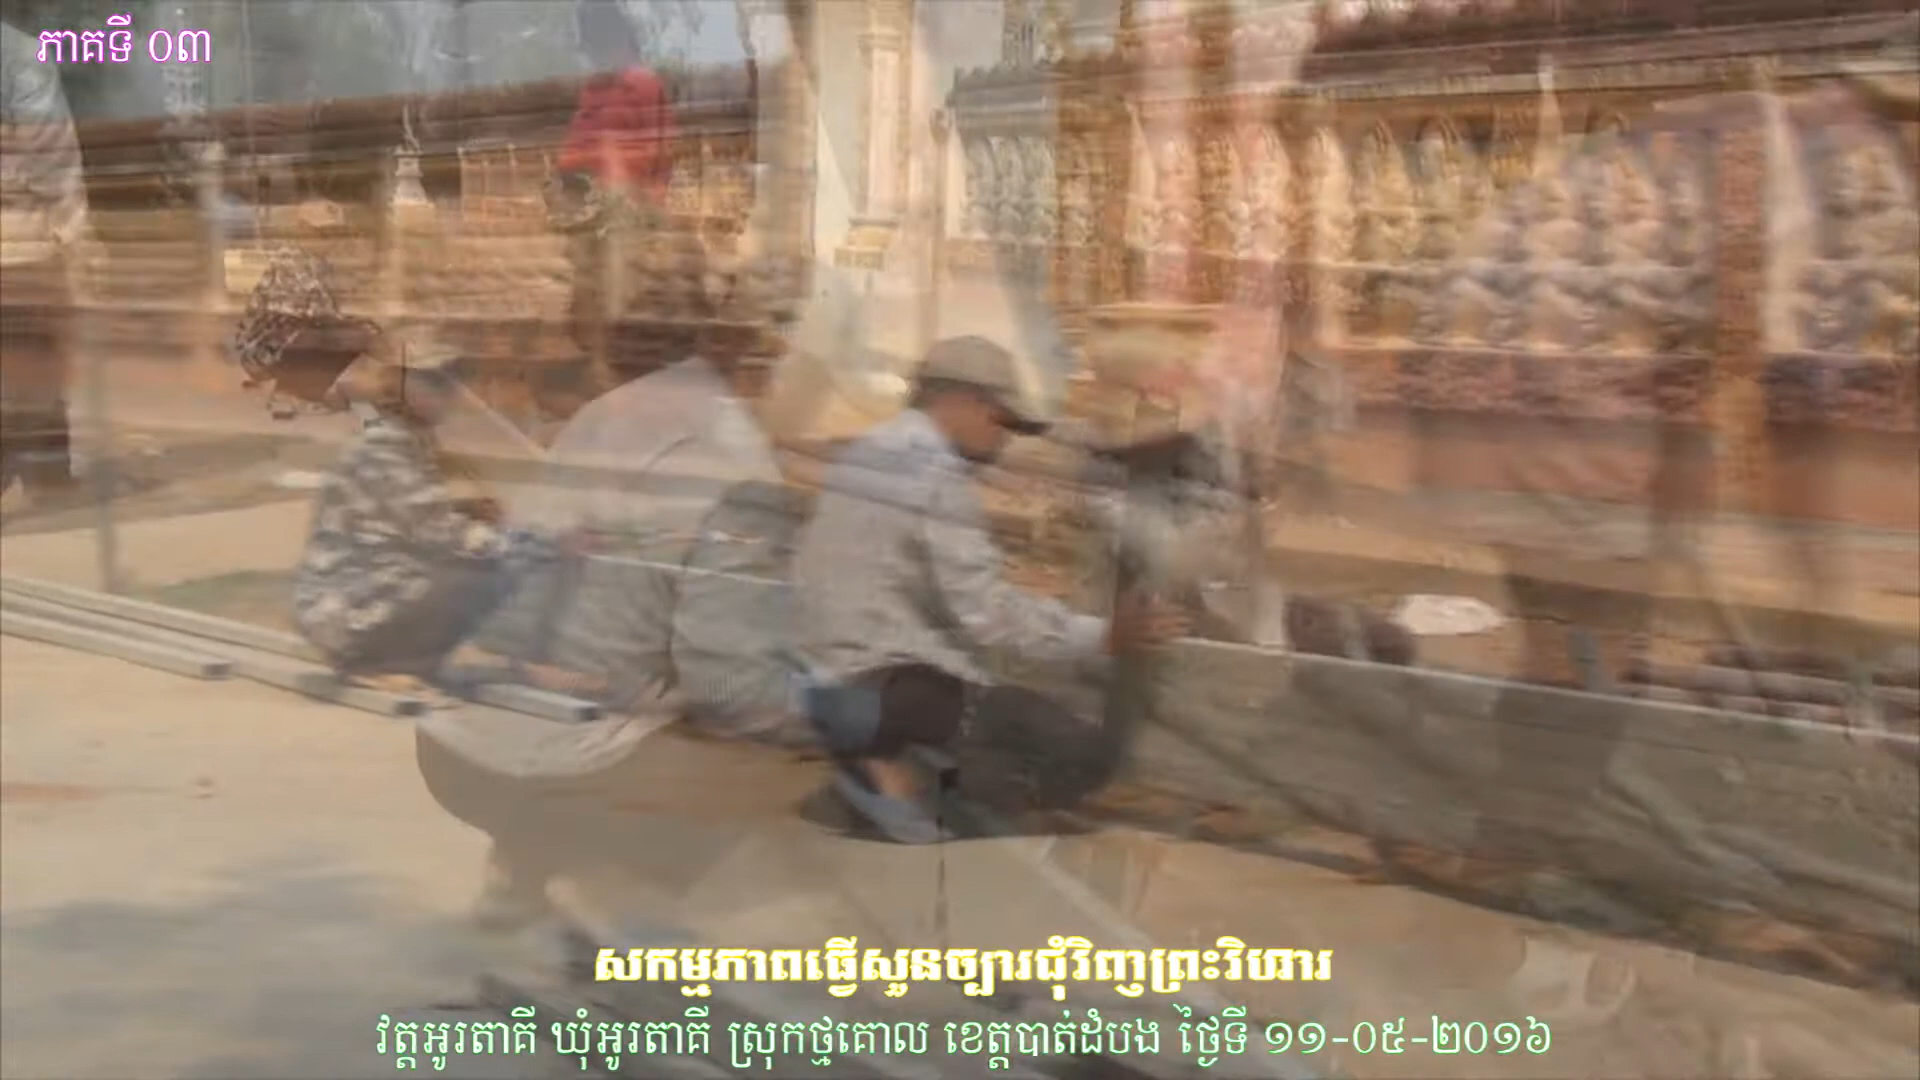 ភាគទី ០៣
សកម្មភាពធ្វើសួនច្បារជុំវិញព្រះវិហារ
វត្តអូរតាគី ឃុំអូរតាគី ស្រុកថ្មគោល ខេត្តបាត់ដំបង ថ្ងៃទី ១១-០៥-២០១៦